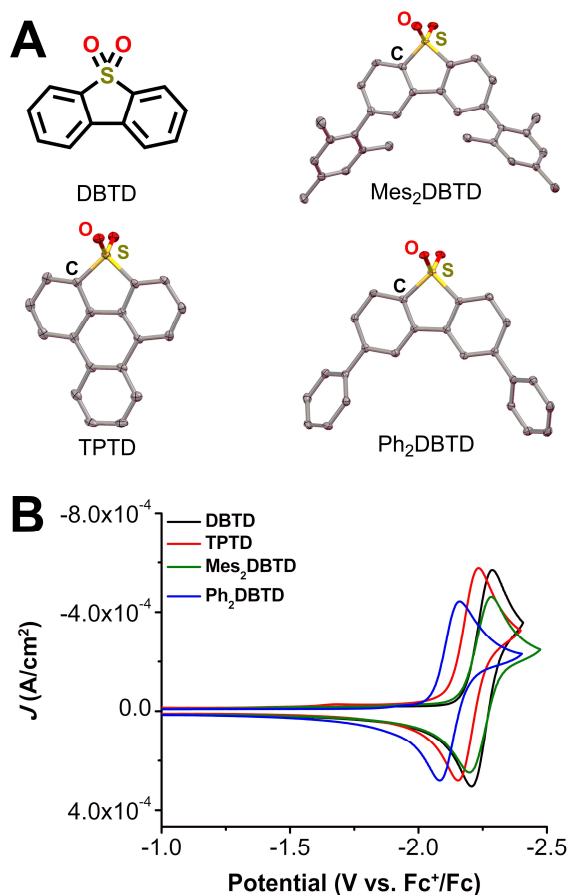 A
O O
S
DBTD
O
S
C
Mes₂DBTD
O
S
C
TPTD
O
S
C
Ph₂DBTD
B
-8.0x10⁻⁴
-4.0x10⁻⁴
0.0
4.0x10⁻⁴
J (A/cm²)
DBTD
TPTD
Mes₂DBTD
Ph₂DBTD
-1.0 -1.5 -2.0 -2.5
Potential (V vs. Fc⁺/Fc)